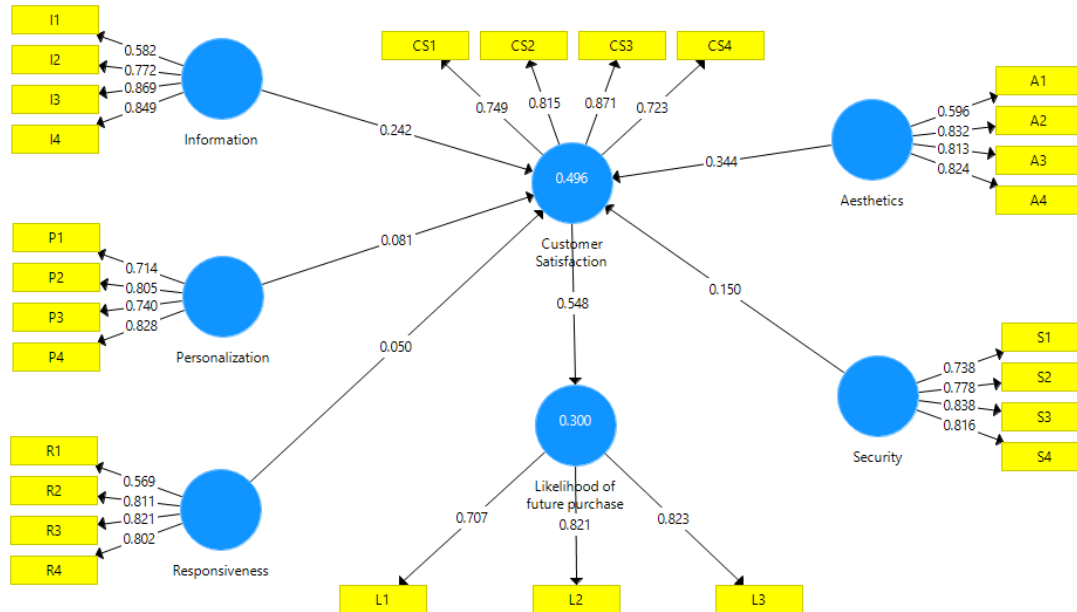 I1
I2
I3
I4
0.582
0.772
0.869
0.849
Information
CS1
CS2
CS3
CS4
0.749
0.815
0.871
0.723
A1
A2
A3
A4
0.596
0.832
0.813
0.824
Aesthetics
0.242
0.344
0.496
Customer
Satisfaction
P1
P2
P3
P4
0.714
0.805
0.740
0.828
Personalization
0.081
0.150
0.548
0.050
S1
S2
S3
S4
0.738
0.778
0.838
0.816
Security
0.300
Likelihood of
future purchase
R1
R2
R3
R4
0.569
0.811
0.821
0.802
Responsiveness
0.707
0.821
0.823
L1
L2
L3